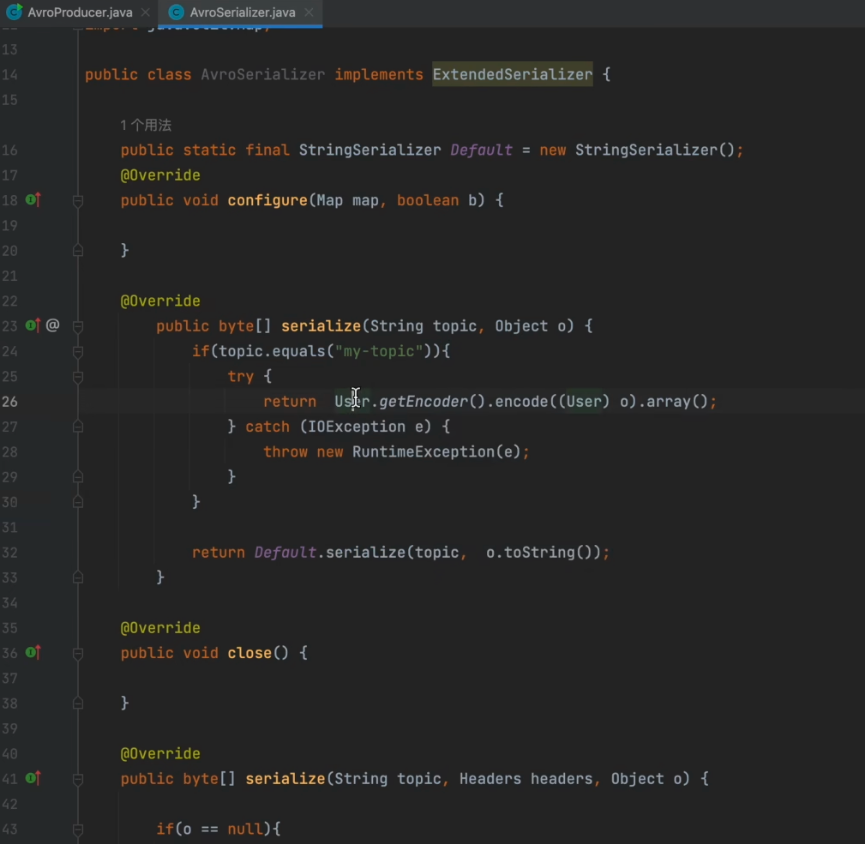 AvroProducer.java AvroSerializer.java
13
14 public class AvroSerializer implements ExtendedSerializer {
15
1 个用法
16 public static final StringSerializer Default = new StringSerializer();
17 @Override
18 public void configure(Map map, boolean b) {
19
20 }
21
22 @Override
23 @ public byte[] serialize(String topic, Object o) {
24 if(topic.equals("my-topic")){
25 try {
26 return User.getEncoder().encode((User) o).array();
27 } catch (IOException e) {
28 throw new RuntimeException(e);
29 }
30 }
31
32 return Default.serialize(topic, o.toString());
33 }
34
35 @Override
36 public void close() {
37
38 }
39
40 @Override
41 public byte[] serialize(String topic, Headers headers, Object o) {
42
43 if(o == null){